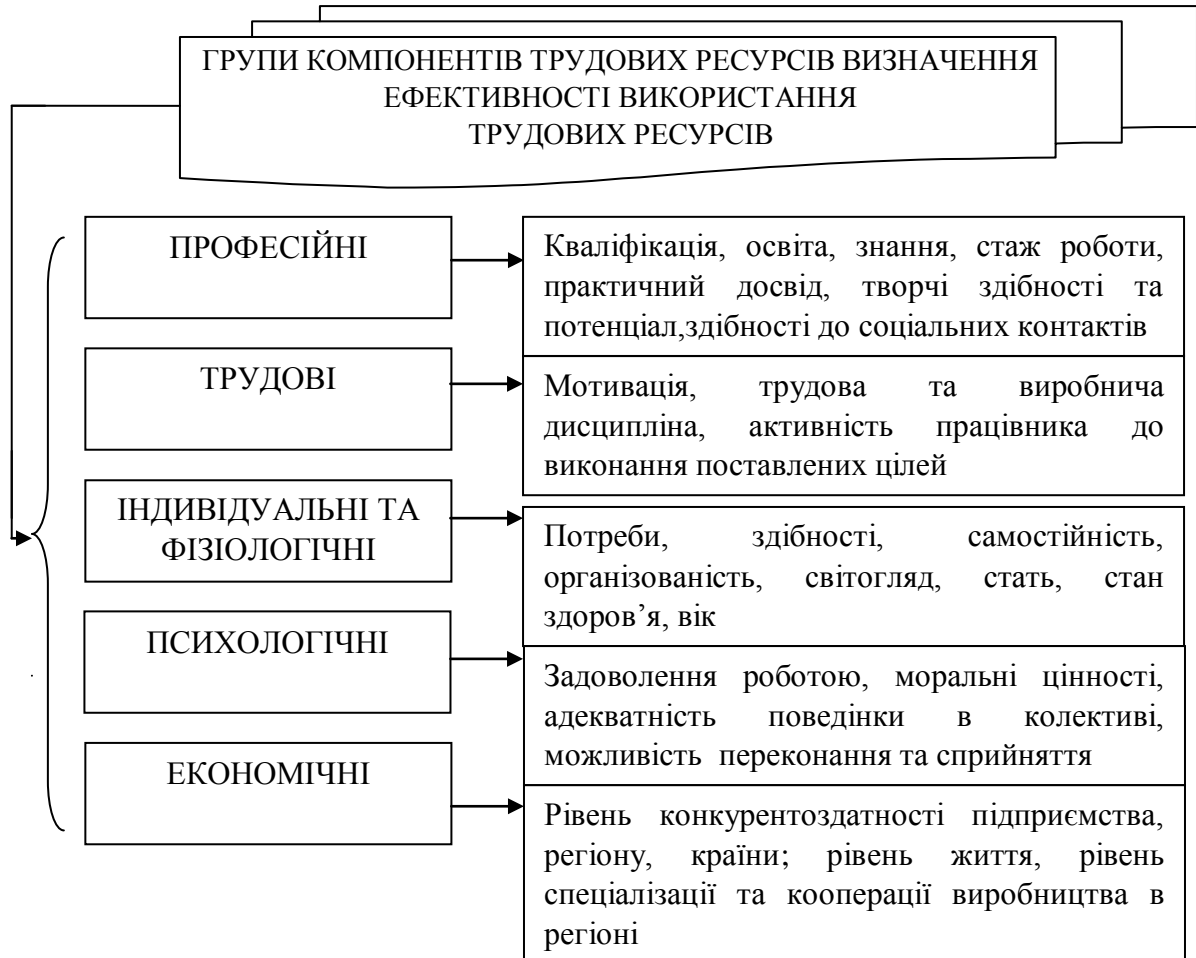 ГРУПИ КОМПОНЕНТІВ ТРУДОВИХ РЕСУРСІВ ВИЗНАЧЕННЯ
ЕФЕКТИВНОСТІ ВИКОРИСТАННЯ
ТРУДОВИХ РЕСУРСІВ
ПРОФЕСІЙНІ
Кваліфікація, освіта, знання, стаж роботи,
практичний досвід, творчі здібності та
потенціал,здібності до соціальних контактів
ТРУДОВІ
Мотивація, трудова та виробнича
дисципліна, активність працівника до
виконання поставлених цілей
ІНДИВІДУАЛЬНІ ТА
ФІЗІОЛОГІЧНІ
Потреби, здібності, самостійність,
організованість, світогляд, стать, стан
здоров’я, вік
ПСИХОЛОГІЧНІ
Задоволення роботою, моральні цінності,
адекватність поведінки в колективі,
можливість переконання та сприйняття
ЕКОНОМІЧНІ
Рівень конкурентоздатності підприємства,
регіону, країни; рівень життя, рівень
спеціалізації та кооперації виробництва в
регіоні